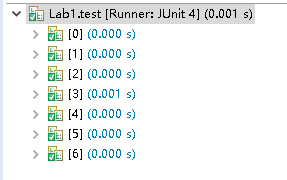 Lab1.test [Runner: JUnit 4] (0.001 s)
[0] (0.000 s)
[1] (0.000 s)
[2] (0.000 s)
[3] (0.001 s)
[4] (0.000 s)
[5] (0.000 s)
[6] (0.000 s)